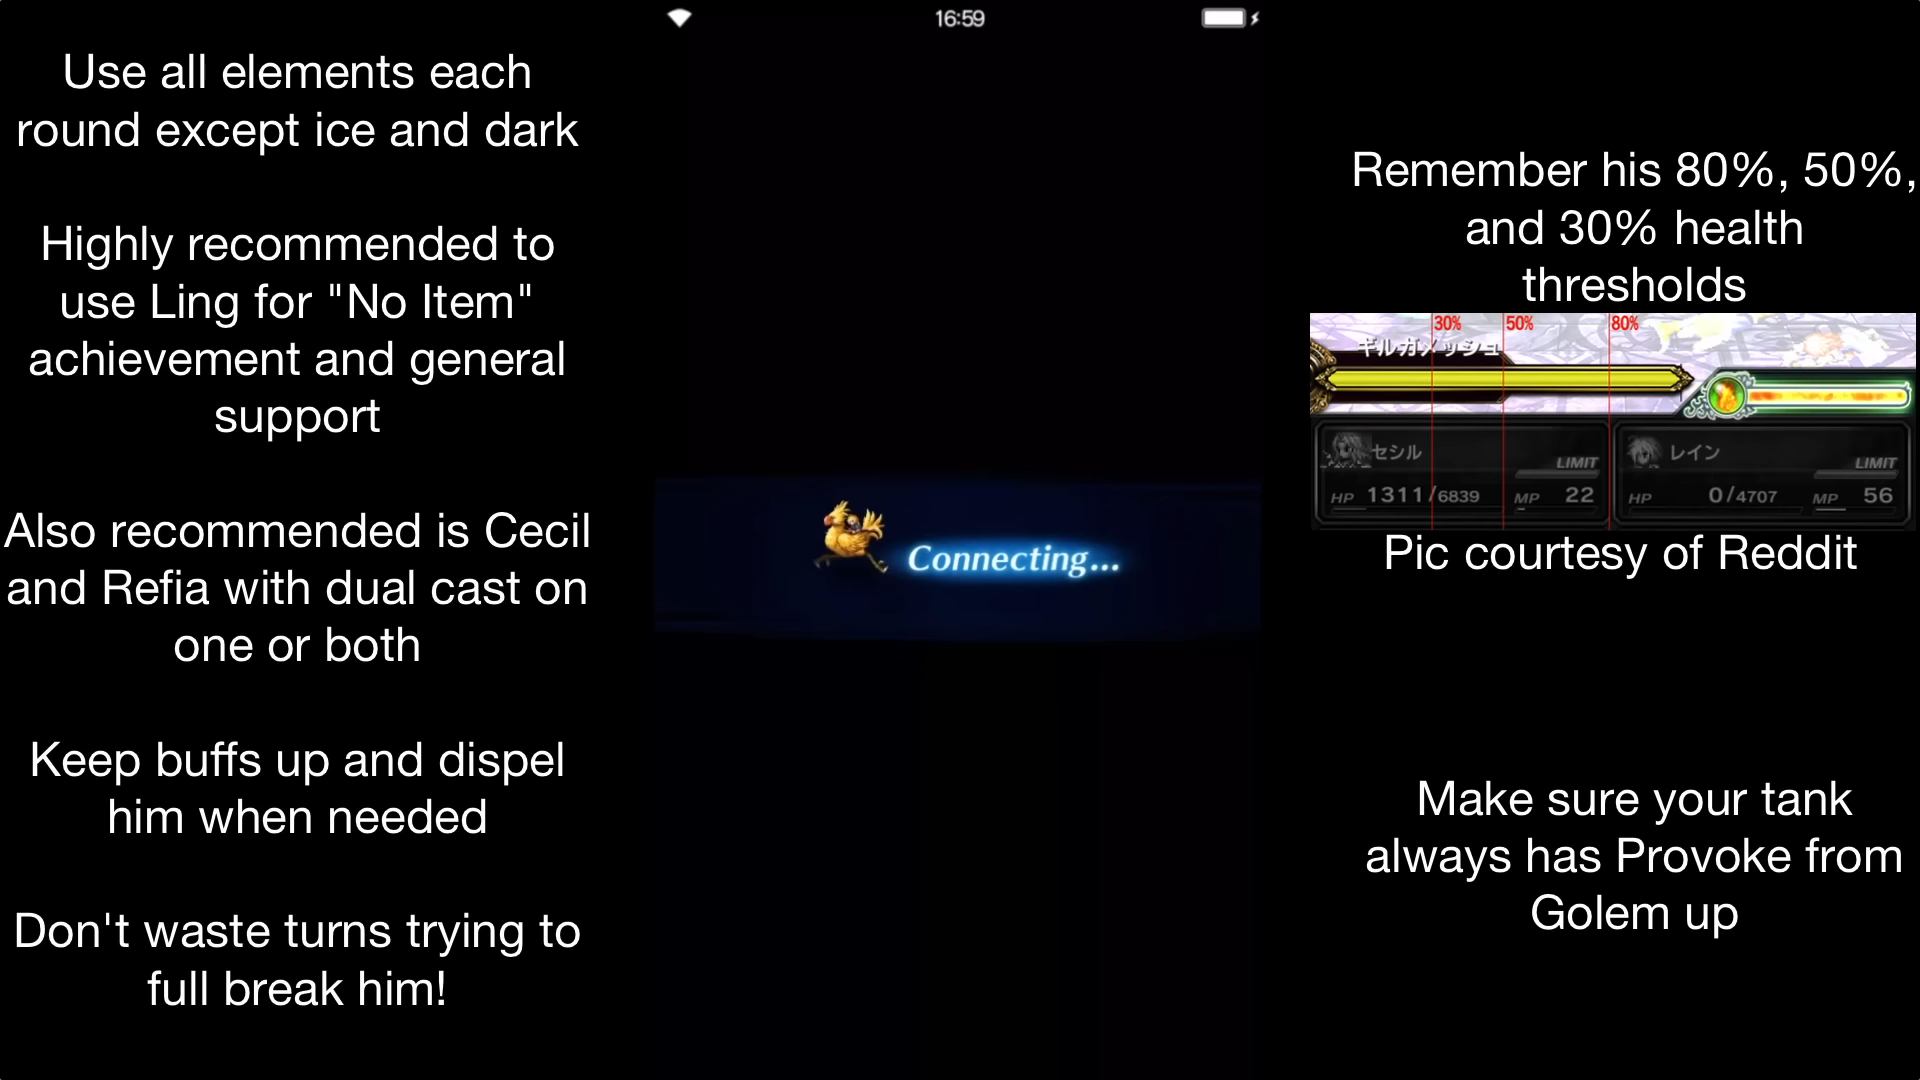 Use all elements each
round except ice and dark
Highly recommended to
use Ling for "No Item"
achievement and general
support
Also recommended is Cecil
and Refia with dual cast on
one or both
Keep buffs up and dispel
him when needed
Don't waste turns trying to
full break him!
16:59
Connecting...
Remember his 80%, 50%,
and 30% health
thresholds
30% 50% 80%
ギルガメッシュ
セシル
LIMIT
HP 1311/6839 MP 22
レイン
LIMIT
HP 0/4707 MP 56
Pic courtesy of Reddit
Make sure your tank
always has Provoke from
Golem up